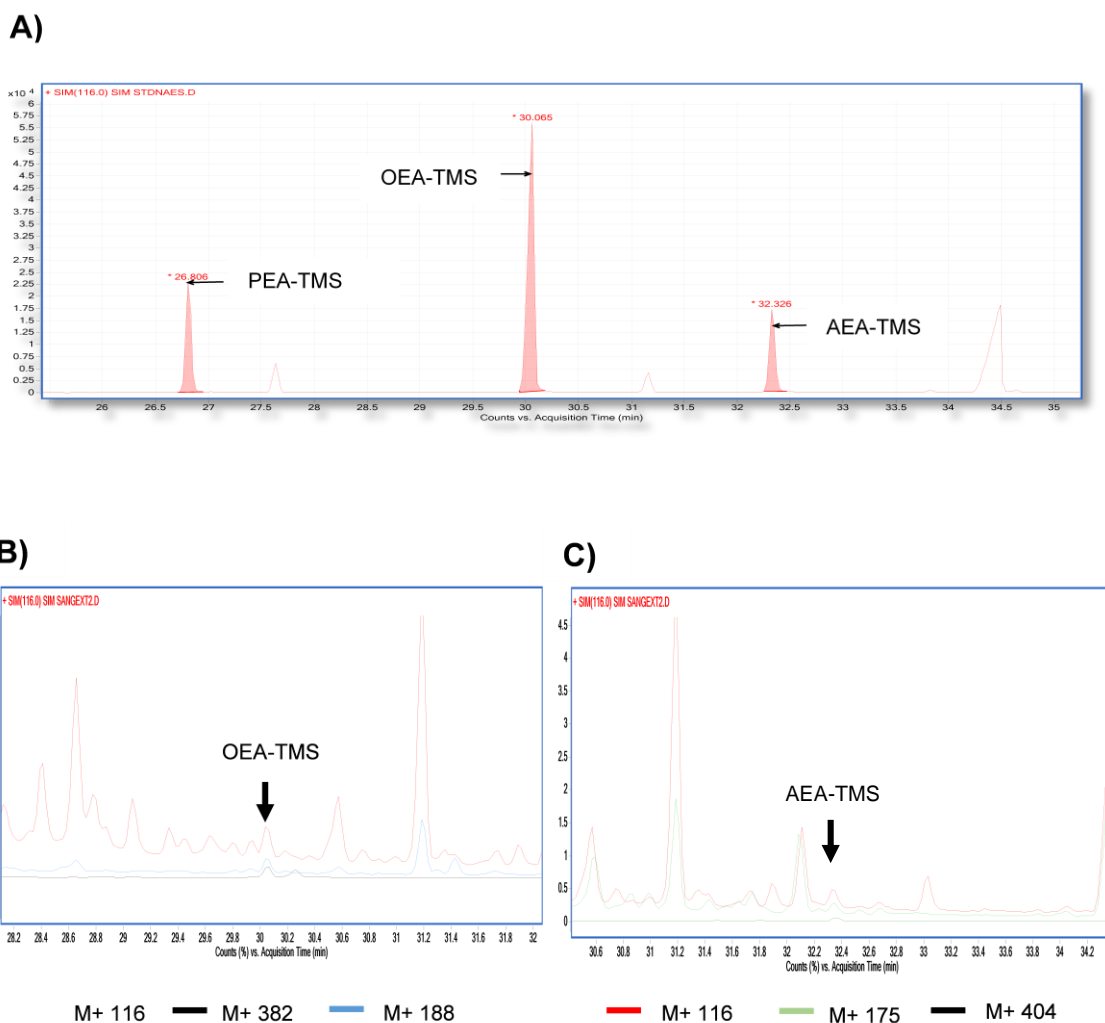 A)
×10 4
+ SIM(116.0) SIM STDNAES.D
6
5.5
5.25
5
4.75
4.5
4.25
4
3.75
3.5
3.25
3
2.75
2.5
2.25
2
1.75
1.5
1.25
1
0.75
0.5
0.25
0
* 30.065
OEA-TMS
* 26.806
PEA-TMS
* 32.326
AEA-TMS
26 26.5 27 27.5 28 28.5 29 29.5 30 30.5 31 31.5 32 32.5 33 33.5 34 34.5 35
Counts vs. Acquisition Time (min)
B)
+ SIM(116.0) SIM SANGEXT2.D
OEA-TMS
28.2 28.4 28.6 28.8 29 29.2 29.4 29.6 29.8 30 30.2 30.4 30.6 30.8 31 31.2 31.4 31.6 31.8 32
Counts (%) vs. Acquisition Time (min)
M+ 116 M+ 382 M+ 188
C)
+ SIM(116.0) SIM SANGEXT2.D
4.5
4
3.5
3
2.5
2
1.5
1
0.5
0
AEA-TMS
30.6 30.8 31 31.2 31.4 31.6 31.8 32 32.2 32.4 32.6 32.8 33 33.2 33.4 33.6 33.8 34 34.2
Counts (%) vs. Acquisition Time (min)
M+ 116 M+ 175 M+ 404